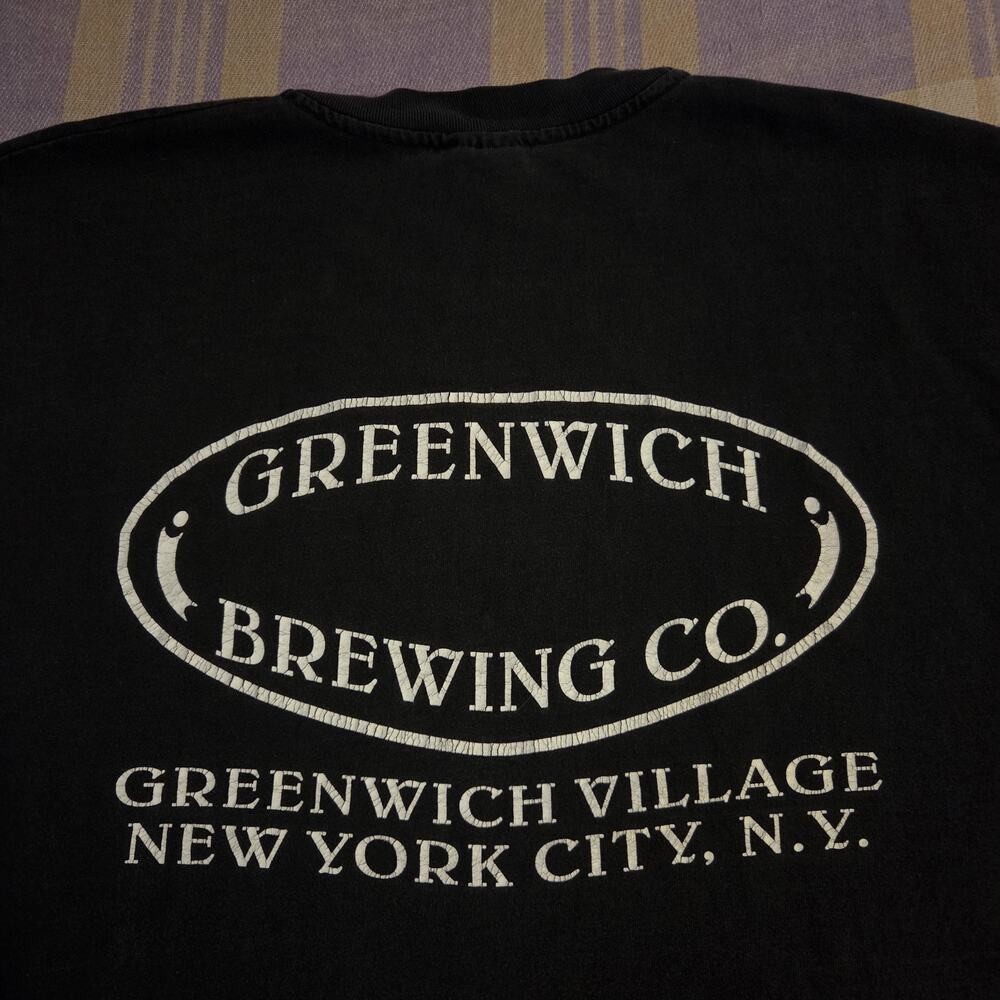 GREENWICH
BREWING CO.
GREENWICH VILLAGE
NEW YORK CITY, N.Y.